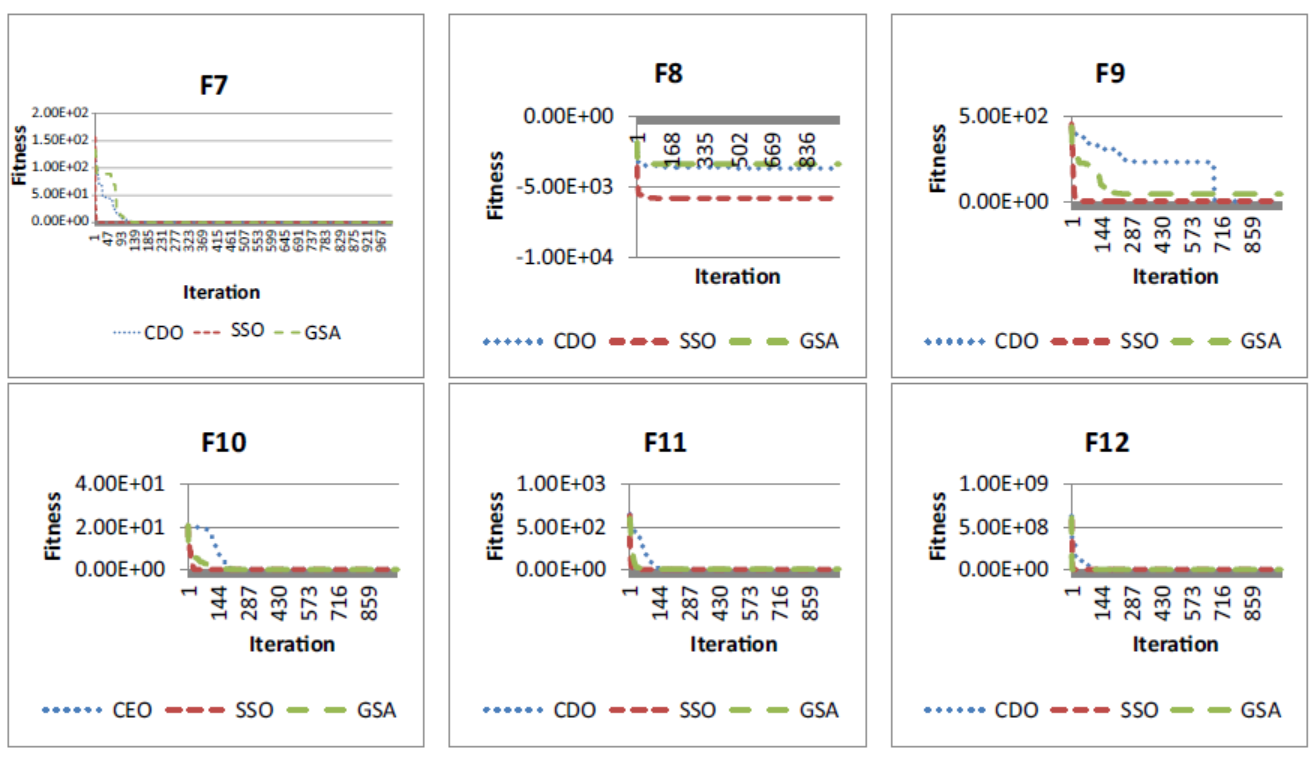 F7
Fitness
2.00E+02
1.50E+02
1.00E+02
5.00E+01
0.00E+00
1 47 93 139 185 231 277 323 369 415 461 507 553 599 645 691 737 783 829 875 921 967
Iteration
CDO SSO GSA
F8
Fitness
0.00E+00
-5.00E+03
-1.00E+04
1 168 335 502 669 836
Iteration
CDO SSO GSA
F9
Fitness
5.00E+02
0.00E+00
1 144 287 430 573 716 859
Iteration
CDO SSO GSA
F10
Fitness
4.00E+01
2.00E+01
0.00E+00
1 144 287 430 573 716 859
Iteration
CEO SSO GSA
F11
Fitness
1.00E+03
5.00E+02
0.00E+00
1 144 287 430 573 716 859
Iteration
CDO SSO GSA
F12
Fitness
1.00E+09
5.00E+08
0.00E+00
1 144 287 430 573 716 859
Iteration
CDO SSO GSA